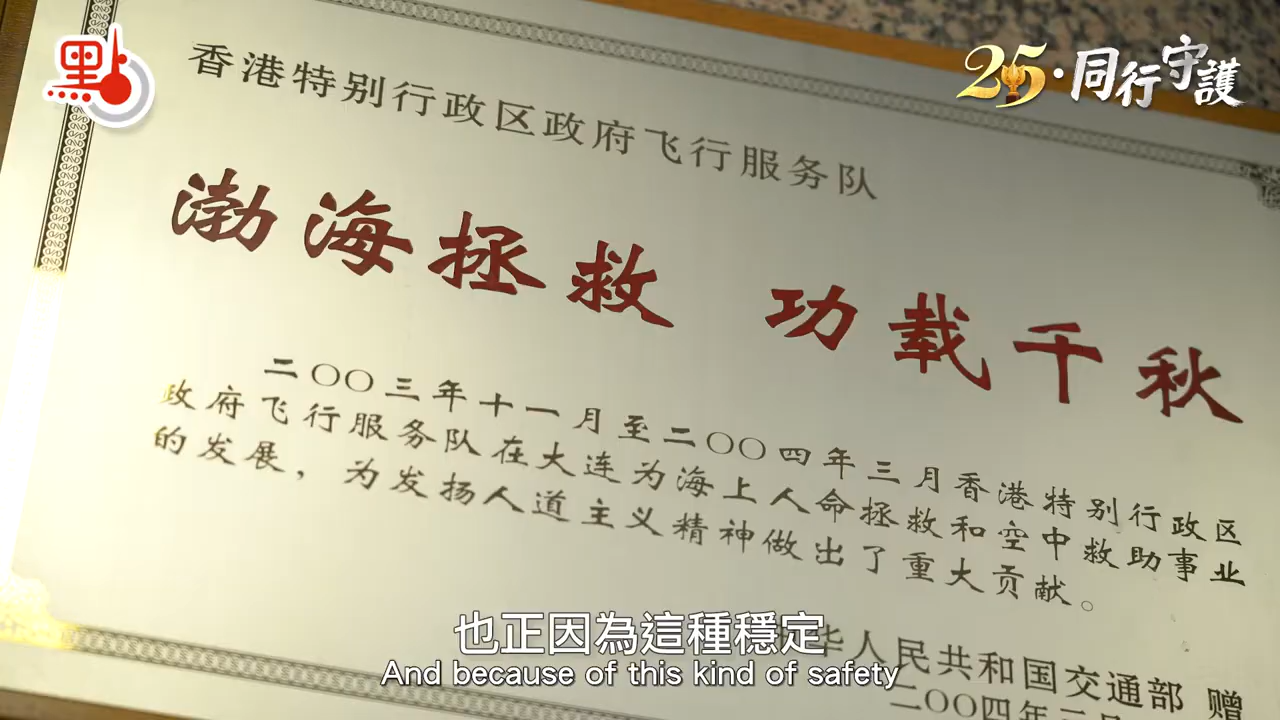 點
25·同行守護
香港特别行政区政府飞行服务队
渤海拯救 功载千秋
二〇〇三年十一月至二〇〇四年三月香港特别行政区
政府飞行服务队在大连为海上人命拯救和空中救助事业
的发展，为发扬人道主义精神做出了重大贡献。
华人民共和国交通部 赠
二〇〇四年
也正因為這種穩定
And because of this kind of safety